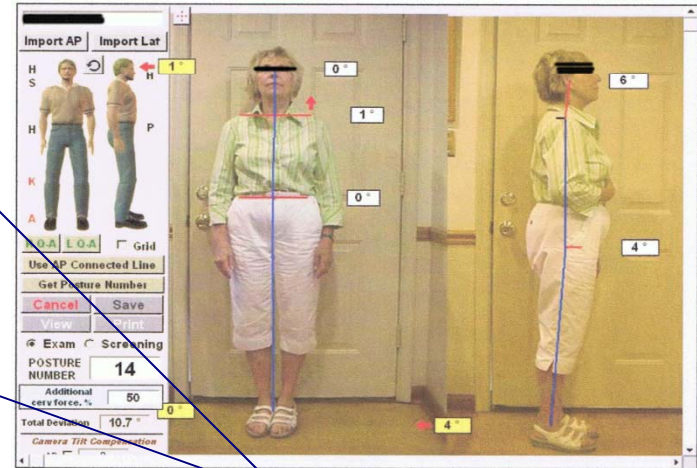 Import AP Import Lat
H H
S
H P
K
A
R Q-A L Q-A Grid
Use AP Connected Line
Get Posture Number
Cancel Save
View Print
Exam Screening
POSTURE
NUMBER 14
Additional
cerv force. % 50
Total Deviation 10.7 °
Camera Tilt Compensation
1 °
0 °
1 °
0 °
0 °
4 °
6 °
4 °